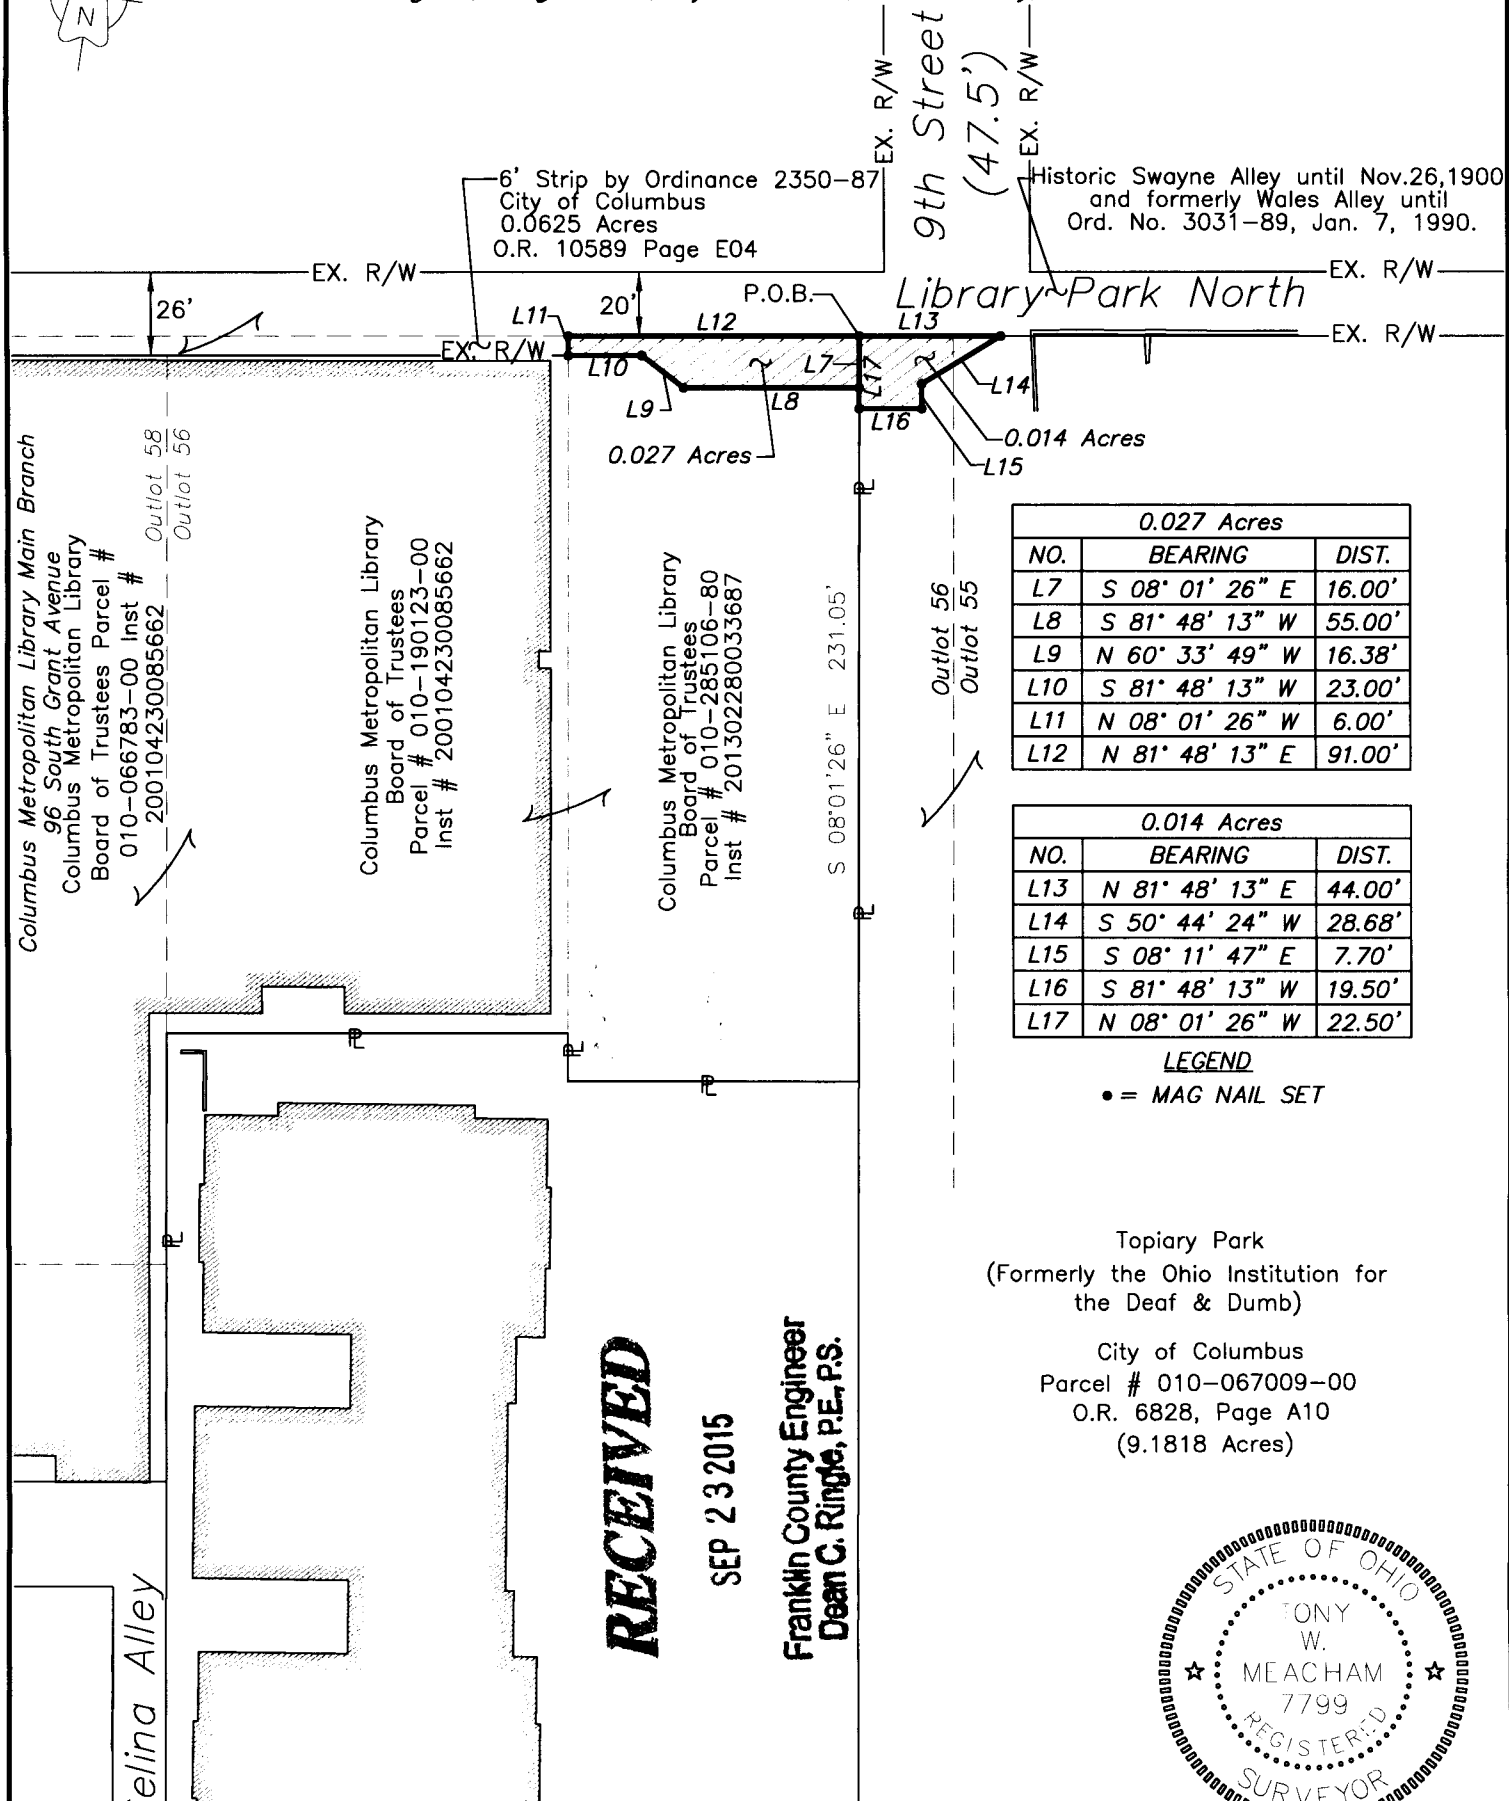 N
9th Street
(47.5')
EX. R/W
EX. R/W
6' Strip by Ordinance 2350-87
City of Columbus
0.0625 Acres
O.R. 10589 Page E04
Historic Swayne Alley until Nov.26,1900
and formerly Wales Alley until
Ord. No. 3031-89, Jan. 7, 1990.
EX. R/W
EX. R/W
26'
20'
P.O.B.
Library Park North
L11
L12
L13
EX. R/W
EX. R/W
L10
L7
L17
L14
L9
L8
L16
0.027 Acres
0.014 Acres
L15
Columbus Metropolitan Library Main Branch
96 South Grant Avenue
Columbus Metropolitan Library
Board of Trustees Parcel #
010-066783-00 Inst #
200104230085662
Outlot 58
Outlot 56
Columbus Metropolitan Library
Board of Trustees
Parcel # 010-190123-00
Inst # 200104230085662
Columbus Metropolitan Library
Board of Trustees
Parcel # 010-285106-80
Inst # 201302280033687
S 08°01'26" E 231.05'
Outlot 56
Outlot 55
0.027 Acres
NO. BEARING DIST.
L7 S 08° 01' 26" E 16.00'
L8 S 81° 48' 13" W 55.00'
L9 N 60° 33' 49" W 16.38'
L10 S 81° 48' 13" W 23.00'
L11 N 08° 01' 26" W 6.00'
L12 N 81° 48' 13" E 91.00'
0.014 Acres
NO. BEARING DIST.
L13 N 81° 48' 13" E 44.00'
L14 S 50° 44' 24" W 28.68'
L15 S 08° 11' 47" E 7.70'
L16 S 81° 48' 13" W 19.50'
L17 N 08° 01' 26" W 22.50'
LEGEND
• = MAG NAIL SET
PL
PL
PL
PL
PL
PL
Topiary Park
(Formerly the Ohio Institution for
the Deaf & Dumb)
City of Columbus
Parcel # 010-067009-00
O.R. 6828, Page A10
(9.1818 Acres)
RECEIVED
SEP 23 2015
Franklin County Engineer
Dean C. Ringle, P.E., P.S.
elina Alley
STATE OF OHIO
TONY
W.
MEACHAM
7799
REGISTERED
SURVEYOR